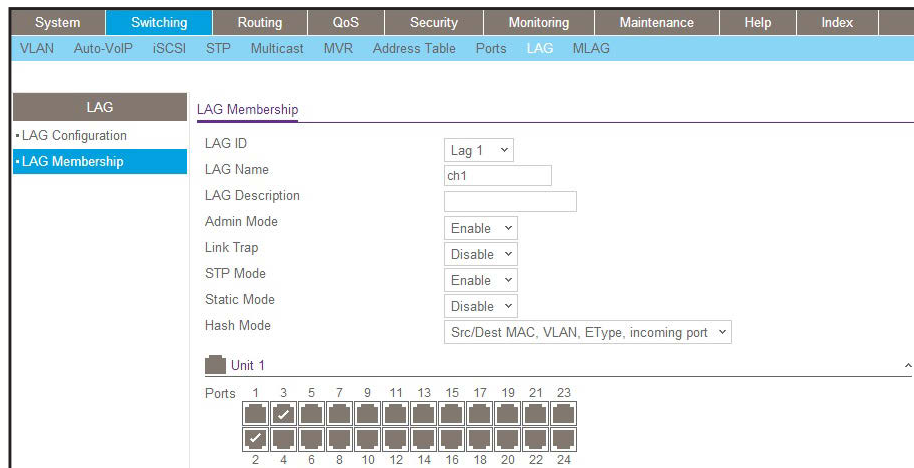 System Switching Routing QoS Security Monitoring Maintenance Help Index
VLAN Auto-VoIP iSCSI STP Multicast MVR Address Table Ports LAG MLAG
LAG
LAG Configuration
LAG Membership
LAG Membership
LAG ID Lag 1
LAG Name ch1
LAG Description
Admin Mode Enable
Link Trap Disable
STP Mode Enable
Static Mode Disable
Hash Mode Src/Dest MAC, VLAN, EType, incoming port
Unit 1
Ports 1 3 5 7 9 11 13 15 17 19 21 23
2 4 6 8 10 12 14 16 18 20 22 24